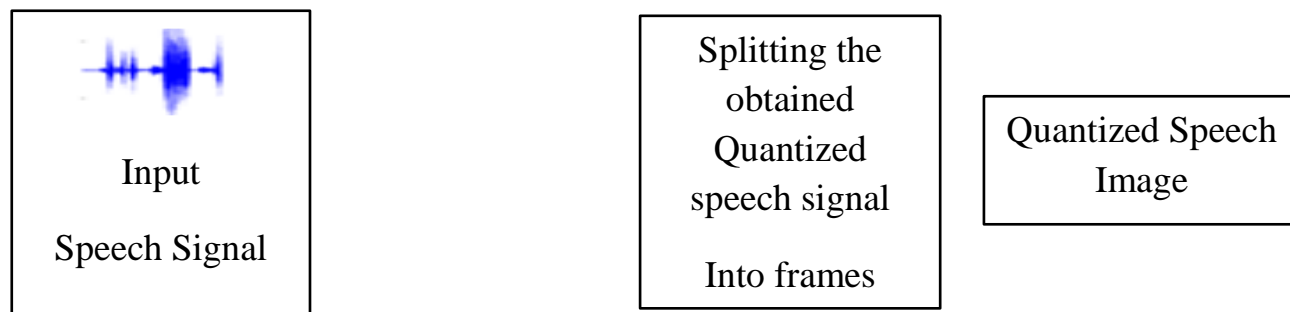 Input
Speech Signal
Splitting the
obtained
Quantized
speech signal
Into frames
Quantized Speech
Image